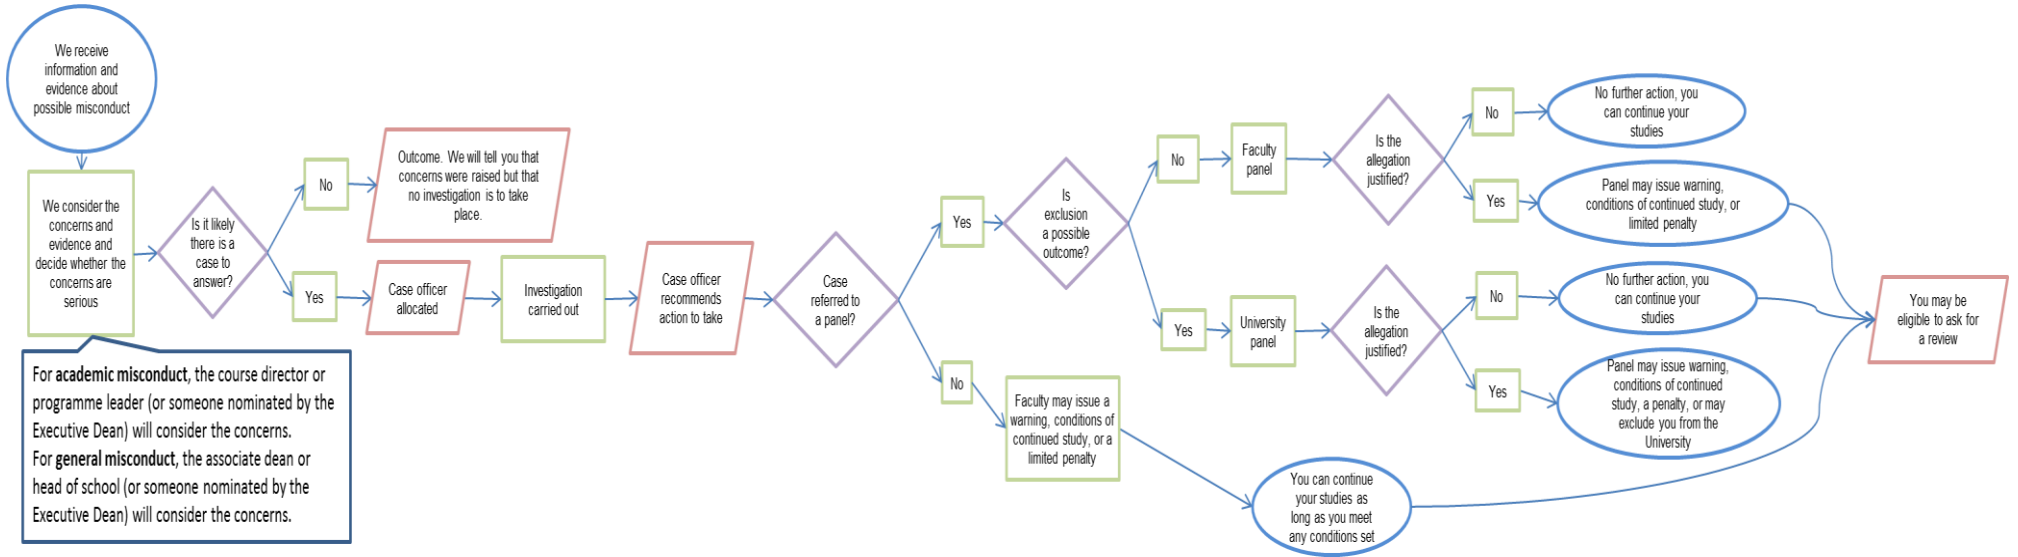 We receive
information and
evidence about
possible misconduct
We consider the
concerns and
evidence and
decide whether the
concerns are
serious
For academic misconduct, the course director or
programme leader (or someone nominated by the
Executive Dean) will consider the concerns.
For general misconduct, the associate dean or
head of school (or someone nominated by the
Executive Dean) will consider the concerns.
Is it likely
there is a
case to
answer?
No
Outcome. We will tell you that
concerns were raised but that
no investigation is to take
place.
Yes
Case officer
allocated
Investigation
carried out
Case officer
recommends
action to take
Case
referred to
a panel?
Yes
Is
exclusion
a possible
outcome?
No
Faculty
panel
Is the
allegation
justified?
No
No further action, you
can continue your
studies
Yes
Panel may issue warning,
conditions of continued study, or
limited penalty
Yes
University
panel
Is the
allegation
justified?
No
No further action, you
can continue your
studies
Yes
Panel may issue warning,
conditions of continued
study, a penalty, or may
exclude you from the
University
No
Faculty may issue a
warning, conditions of
continued study, or a
limited penalty
You can continue
your studies as
long as you meet
any conditions set
You may be
eligible to ask for
a review